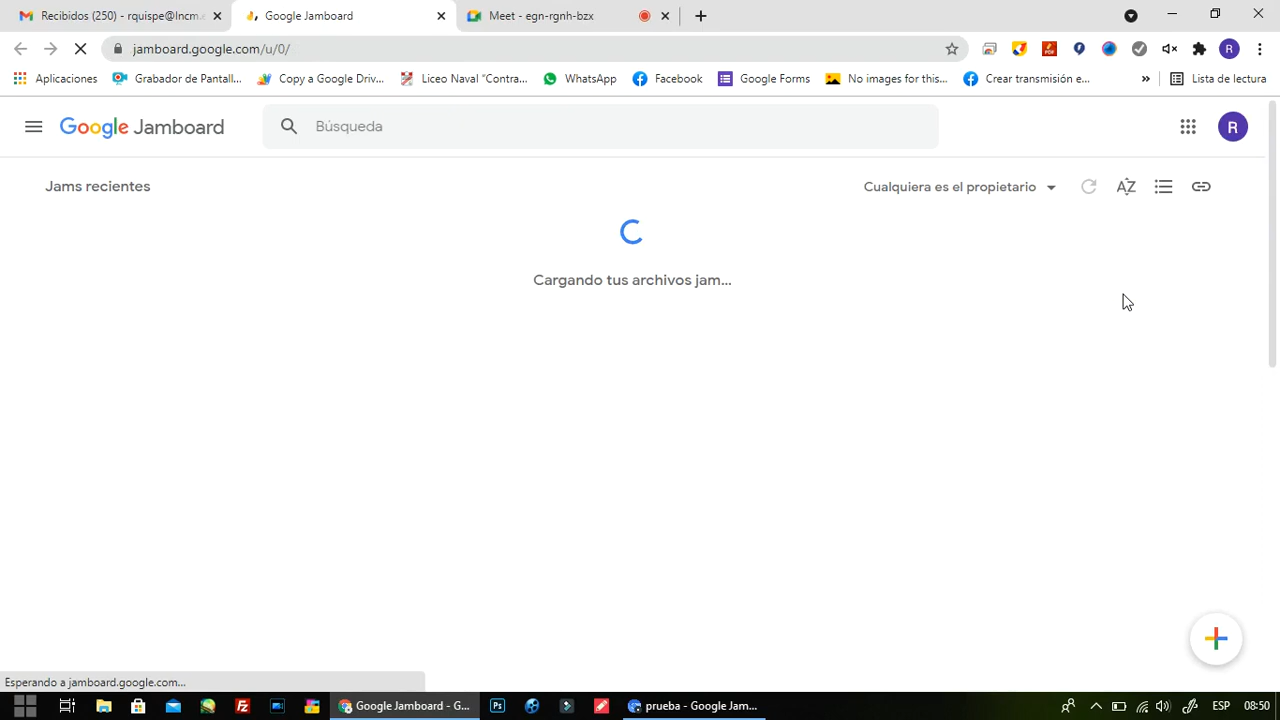 Recibidos (250) - rquispe@lncm.
Google Jamboard
Meet - egn-rgnh-bzx
jamboard.google.com/u/0/
Aplicaciones
Grabador de Pantall...
Copy a Google Driv...
Liceo Naval “Contra...
WhatsApp
Facebook
Google Forms
No images for this...
Crear transmisión e...
»
Lista de lectura
Google Jamboard
Búsqueda
R
Jams recientes
Cualquiera es el propietario
AZ
Cargando tus archivos jam...
Esperando a jamboard.google.com...
Google Jamboard - G...
prueba - Google Jam...
ESP
08:50